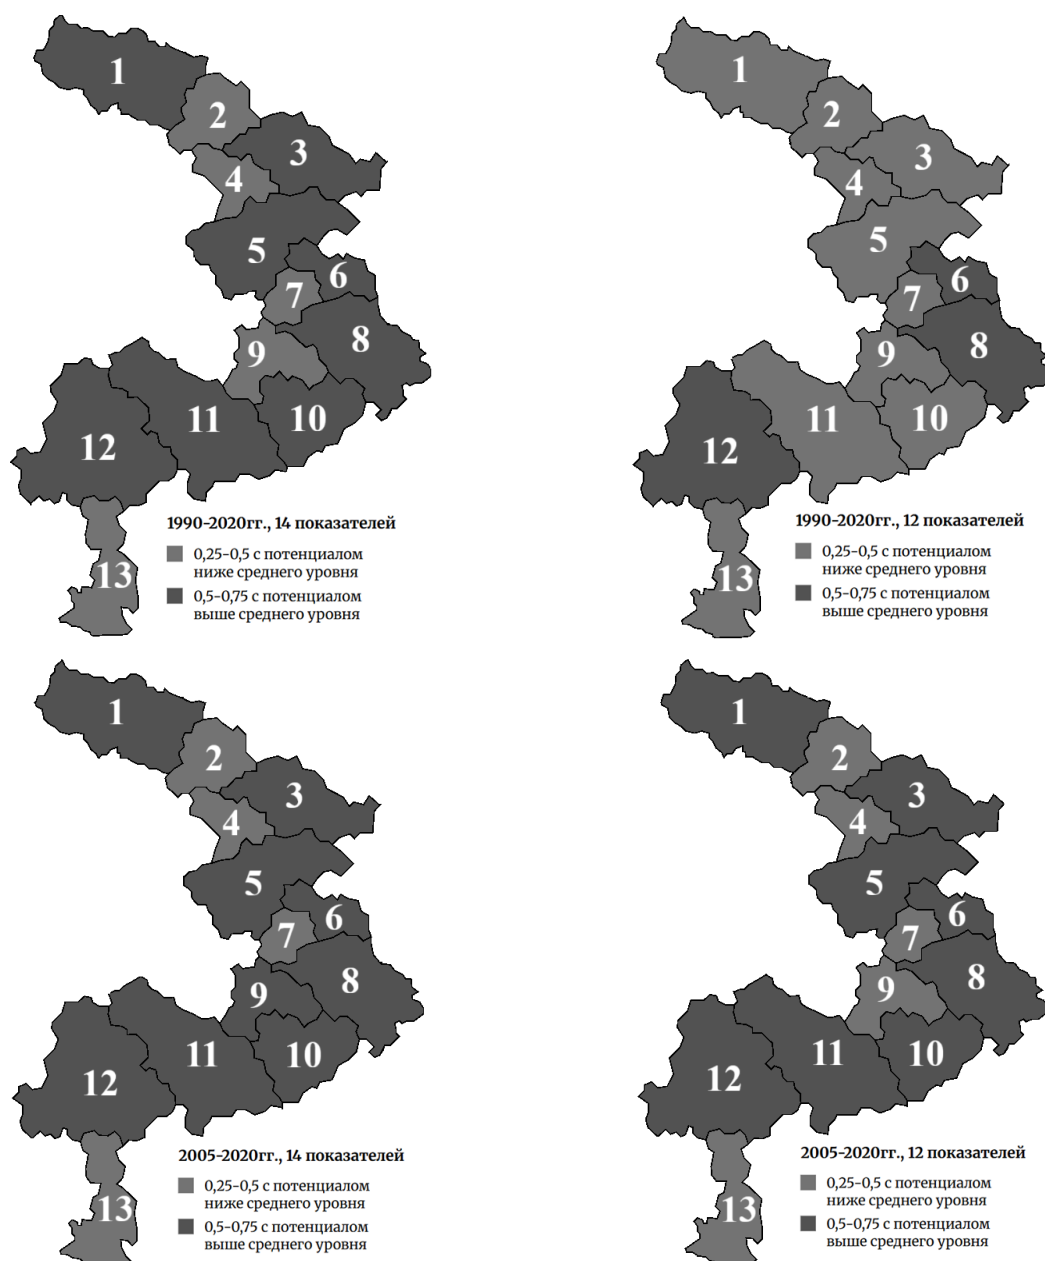 1
2
3
4
5
6
7
8
9
10
11
12
13
1990-2020гг., 14 показателей
0,25-0,5 с потенциалом
ниже среднего уровня
0,5-0,75 с потенциалом
выше среднего уровня
1
2
3
4
5
6
7
8
9
10
11
12
13
1990-2020гг., 12 показателей
0,25-0,5 с потенциалом
ниже среднего уровня
0,5-0,75 с потенциалом
выше среднего уровня
1
2
3
4
5
6
7
8
9
10
11
12
13
2005-2020гг., 14 показателей
0,25-0,5 с потенциалом
ниже среднего уровня
0,5-0,75 с потенциалом
выше среднего уровня
1
2
3
4
5
6
7
8
9
10
11
12
13
2005-2020гг., 12 показателей
0,25-0,5 с потенциалом
ниже среднего уровня
0,5-0,75 с потенциалом
выше среднего уровня